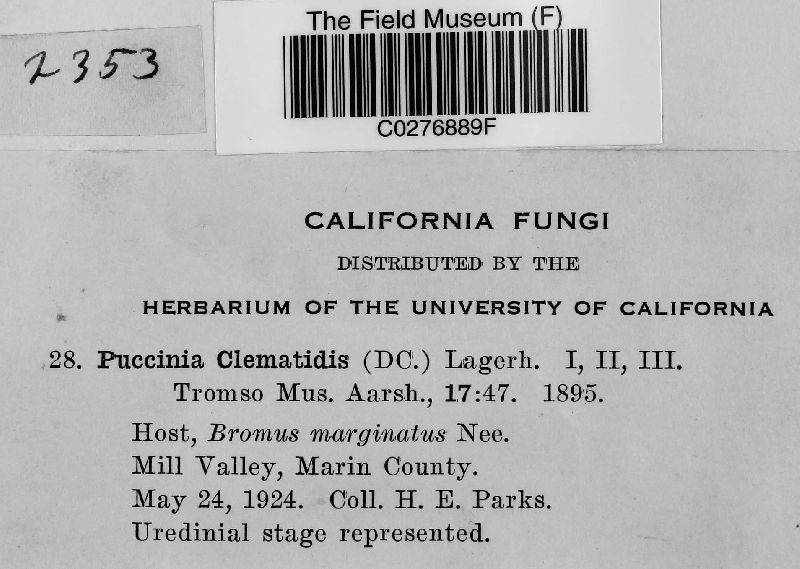 The Field Museum (F)
2353
C0276889F
CALIFORNIA FUNGI
DISTRIBUTED BY THE
HERBARIUM OF THE UNIVERSITY OF CALIFORNIA
28. Puccinia Clematidis (DC.) Lagerh. I, II, III.
Tromso Mus. Aarsh., 17:47. 1895.
Host, Bromus marginatus Nee.
Mill Valley, Marin County.
May 24, 1924. Coll. H. E. Parks.
Uredinial stage represented.